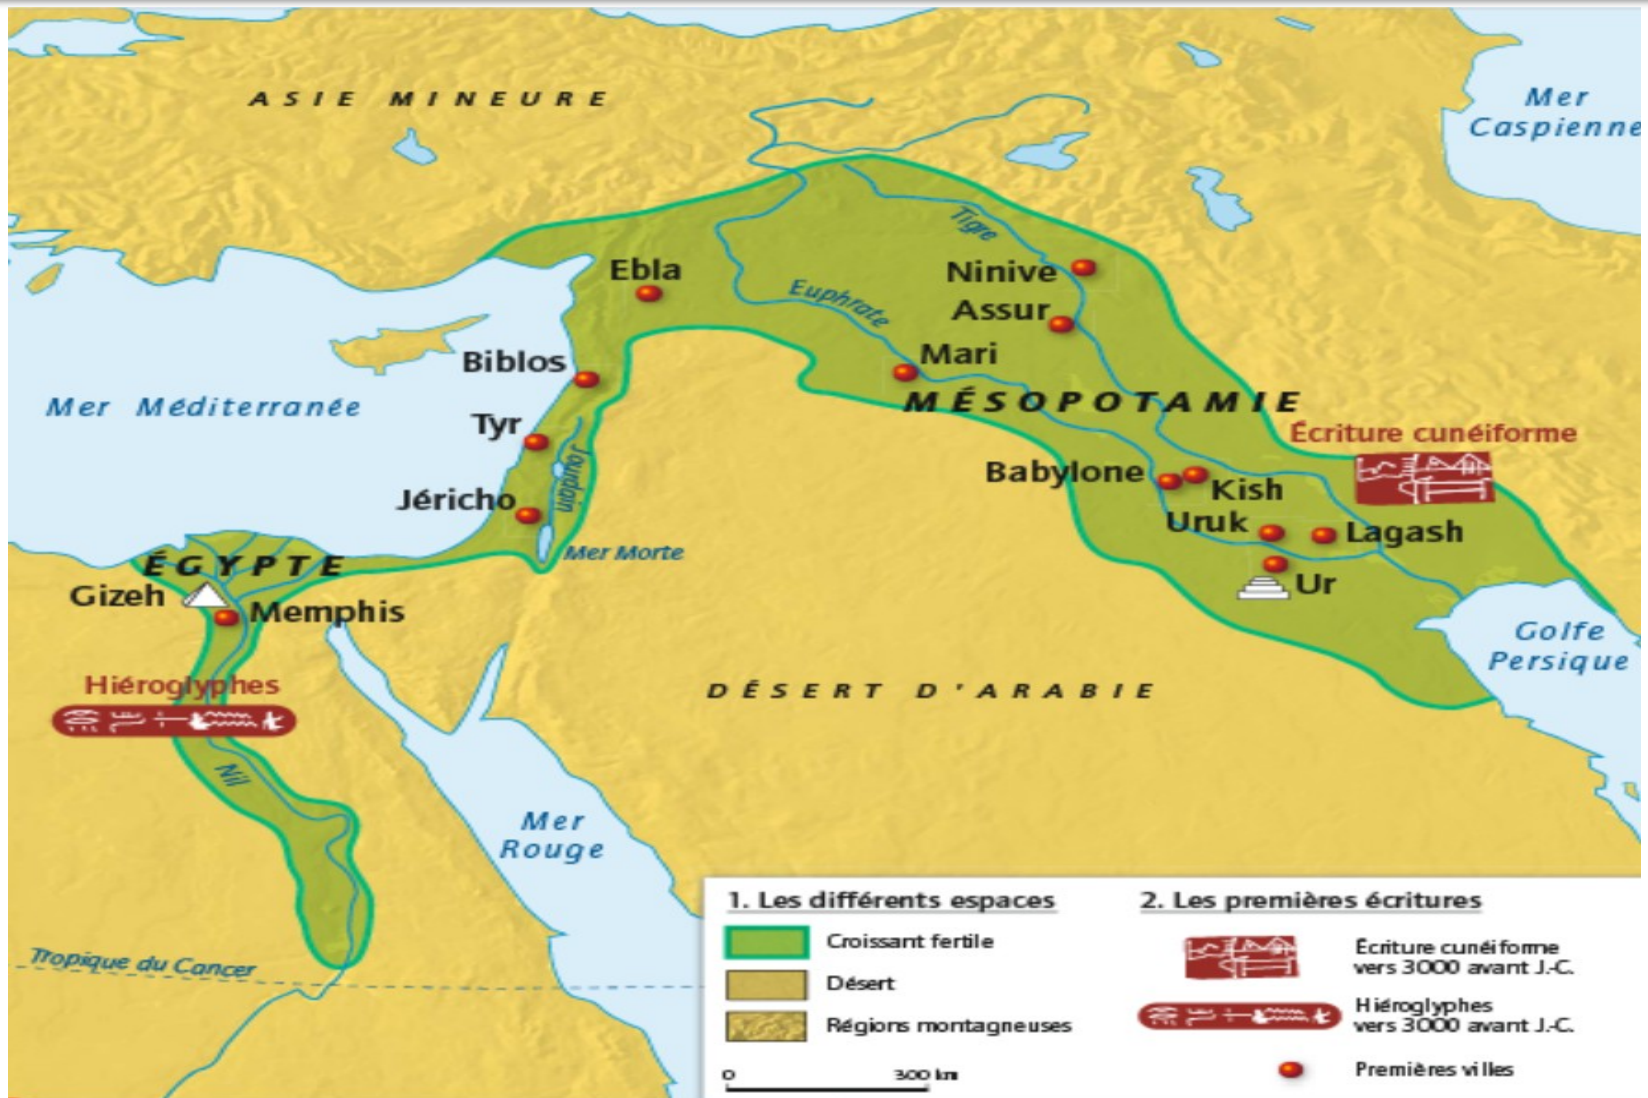 ASIE MINEURE
Mer
Caspienne
Tigre
Ebla
Ninive
Euphrate
Assur
Mari
Biblos
MÉSOPOTAMIE
Mer Méditerranée
Tyr
Écriture cunéiforme
Jourdain
Babylone
Kish
Jéricho
Uruk
Lagash
Mer Morte
ÉGYPTE
Ur
Gizeh
Memphis
Golfe
Persique
Hiéroglyphes
DÉSERT D'ARABIE
Nil
Mer
Rouge
Tropique du Cancer
1. Les différents espaces
Croissant fertile
Désert
Régions montagneuses
0 300 km
2. Les premières écritures
Écriture cunéiforme
vers 3000 avant J.-C.
Hiéroglyphes
vers 3000 avant J.-C.
Premières villes